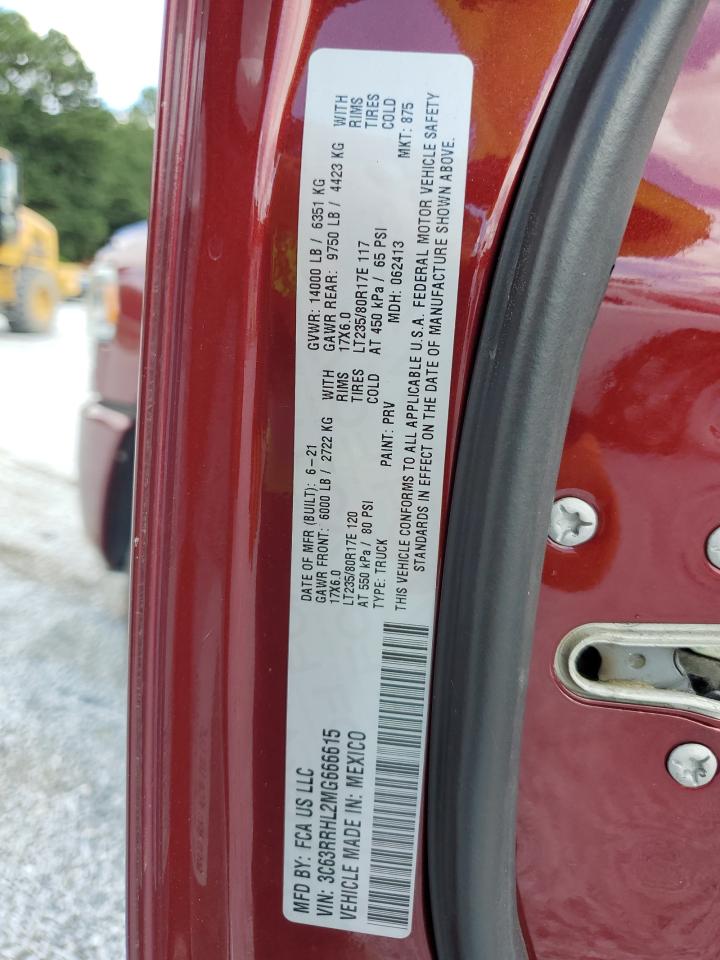 MFD BY: FCA US LLC
VIN: 3C63RRHL2MG666615
VEHICLE MADE IN: MEXICO
DATE OF MFR (BUILT): 6-21 GVWR: 14000 LB / 6351 KG
GAWR FRONT: 6000 LB / 2722 KG WITH GAWR REAR: 9750 LB / 4423 KG WITH
17X6.0 RIMS 17X6.0 RIMS
LT235/80R17E 120 TIRES LT235/80R17E 117 TIRES
AT 550 kPa / 80 PSI COLD AT 450 kPa / 65 PSI COLD
TYPE: TRUCK PAINT: PRV MDH: 062413 MKT: 875
THIS VEHICLE CONFORMS TO ALL APPLICABLE U.S.A. FEDERAL MOTOR VEHICLE SAFETY
STANDARDS IN EFFECT ON THE DATE OF MANUFACTURE SHOWN ABOVE.